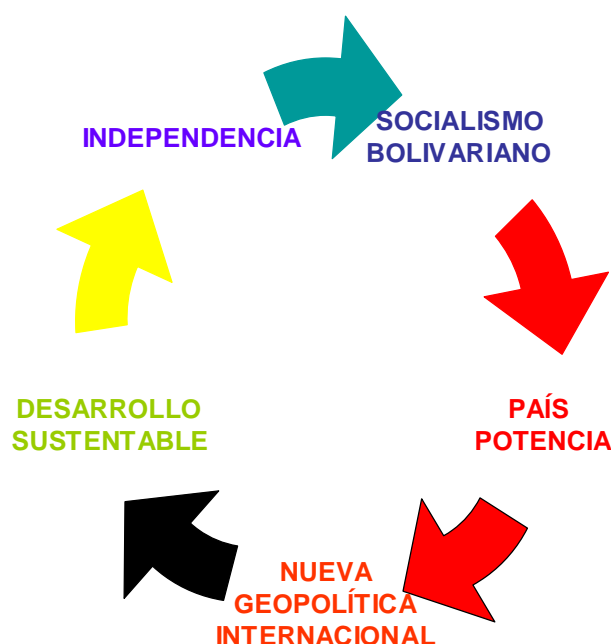 INDEPENDENCIA
SOCIALISMO
BOLIVARIANO
PAÍS
POTENCIA
NUEVA
GEOPOLÍTICA
INTERNACIONAL
DESARROLLO
SUSTENTABLE